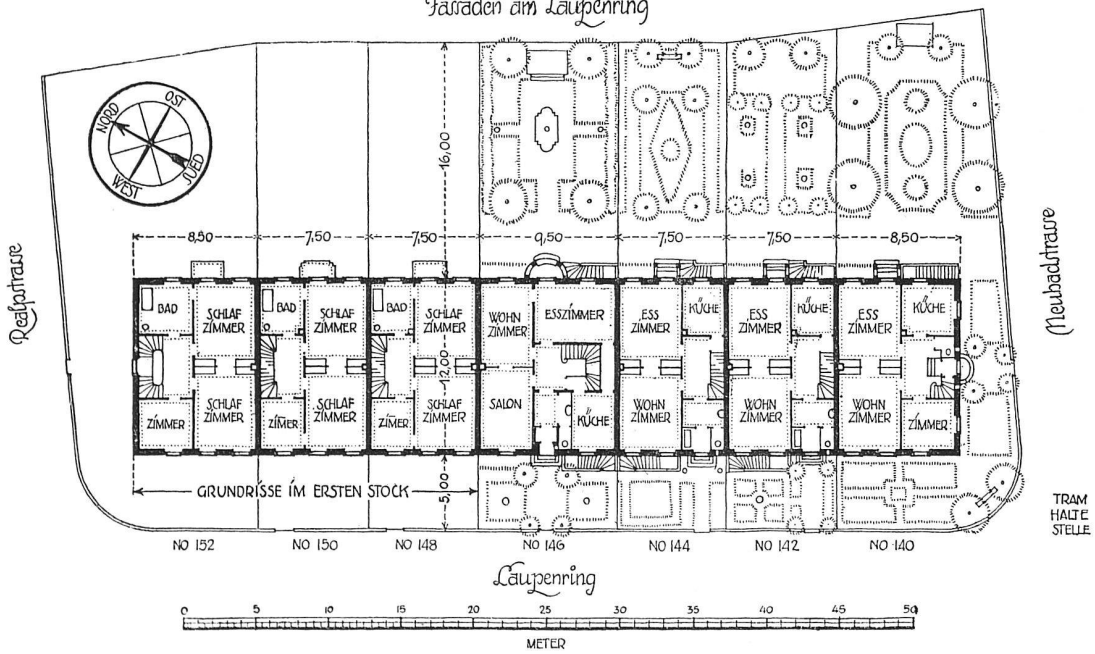 Fassaden am Laupenring
NORD
OST
SUED
WEST
16,00
8,50
7,50
7,50
9,50
7,50
7,50
8,50
Realpstrasse
Neubadstrasse
BAD
SCHLAF ZIMMER
BAD
SCHLAF ZIMMER
BAD
SCHLAF ZIMMER
WOHN ZIMMER
ESSZIMMER
ESS ZIMMER
KÜCHE
ESS ZIMMER
KÜCHE
ESS ZIMMER
KÜCHE
12,00
ZIMMER
SCHLAF ZIMMER
ZIMER
SCHLAF ZIMMER
ZIMER
SCHLAF ZIMMER
SALON
KÜCHE
WOHN ZIMMER
WOHN ZIMMER
WOHN ZIMMER
ZIMMER
GRUNDRISSE IM ERSTEN STOCK
5,00
TRAM
HALTE
STELLE
NO 152
NO 150
NO 148
NO 146
NO 144
NO 142
NO 140
Laupenring
0 5 10 15 20 25 30 35 40 45 50
METER